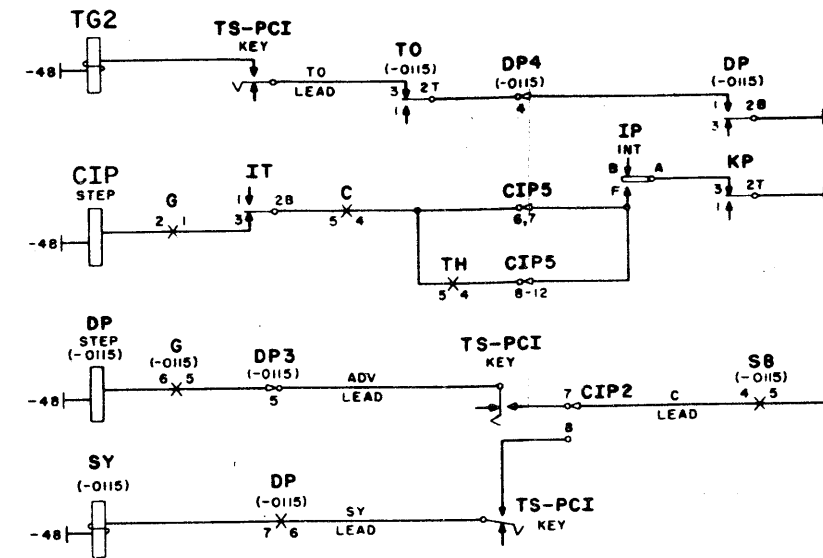 TG2
TS-PCI
KEY
-48
TO
LEAD
TO
(-0115)
3 2T
1
DP4
(-0115)
4
DP
(-0115)
1 2B
3
CIP
STEP
-48
G
2 1
IT
1
3 2B
C
5 4
CIP5
6,7
TH
5 4
CIP5
8-12
IP
INT
B A
F
KP
3 2T
1
DP
STEP
(-0115)
-48
G
(-0115)
6 5
DP3
(-0115)
5
ADV
LEAD
TS-PCI
KEY
7 CIP2
8
C
LEAD
SB
(-0115)
4 5
SY
(-0115)
-48
DP
(-0115)
7 6
SY
LEAD
TS-PCI
KEY